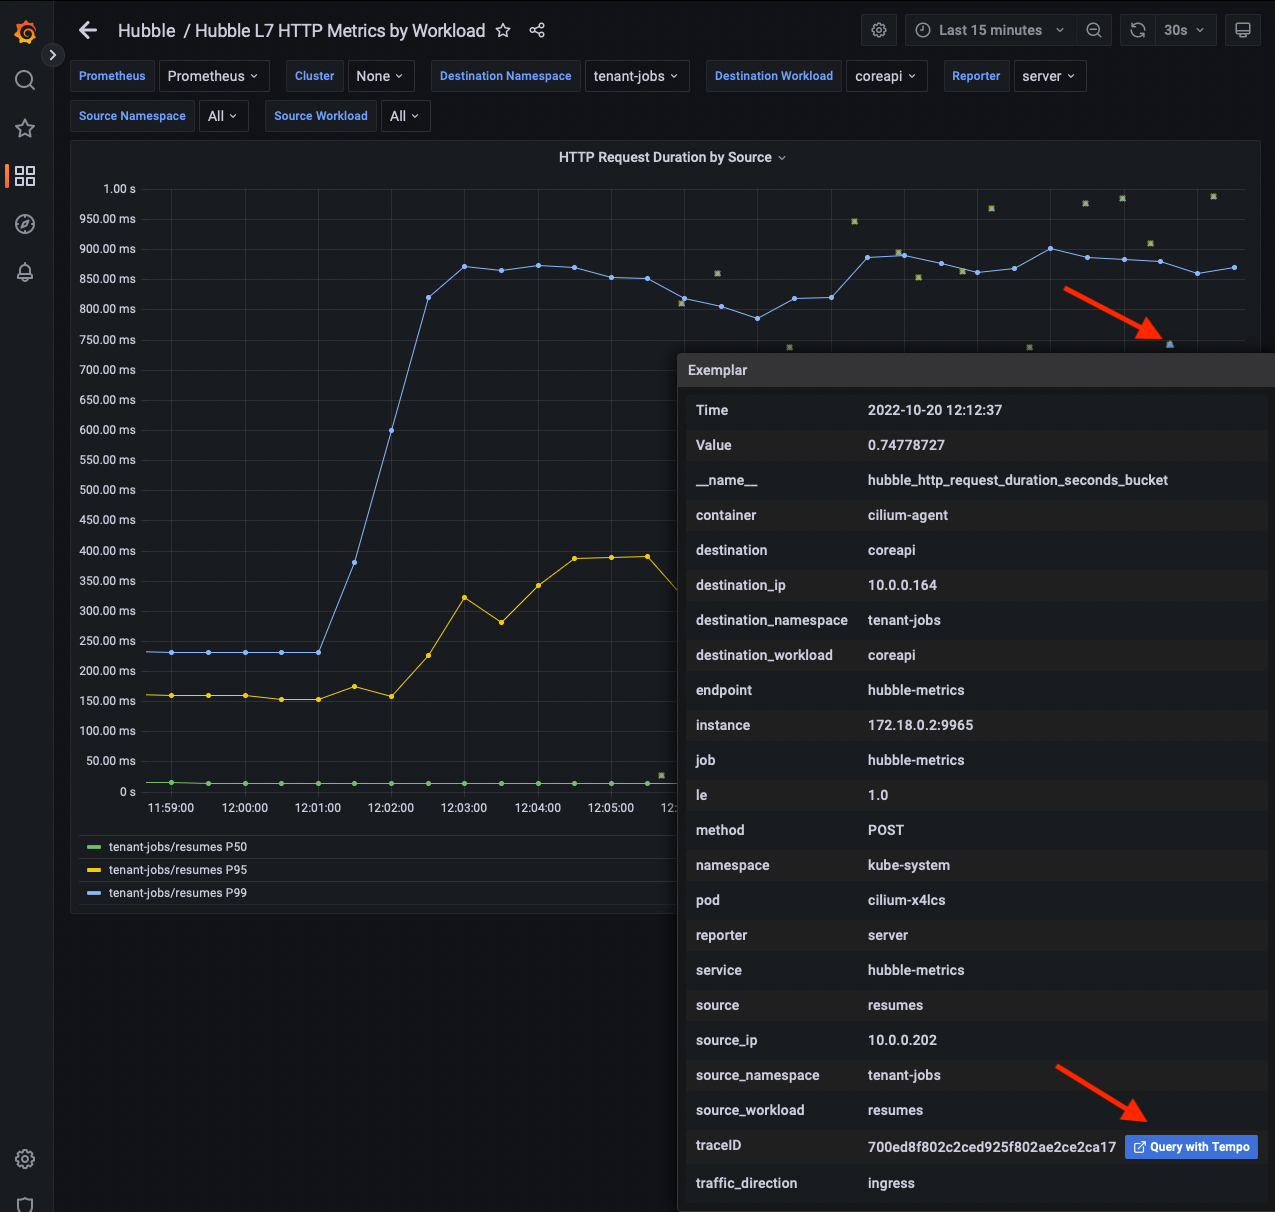 Hubble / Hubble L7 HTTP Metrics by Workload
Last 15 minutes
30s
Prometheus Prometheus Cluster None Destination Namespace tenant-jobs Destination Workload coreapi Reporter server
Source Namespace All Source Workload All
HTTP Request Duration by Source
1.00 s
950.00 ms
900.00 ms
850.00 ms
800.00 ms
750.00 ms
700.00 ms
650.00 ms
600.00 ms
550.00 ms
500.00 ms
450.00 ms
400.00 ms
350.00 ms
300.00 ms
250.00 ms
200.00 ms
150.00 ms
100.00 ms
50.00 ms
0 s
11:59:00 12:00:00 12:01:00 12:02:00 12:03:00 12:04:00 12:05:00 12:
tenant-jobs/resumes P50
tenant-jobs/resumes P95
tenant-jobs/resumes P99
Exemplar
Time 2022-10-20 12:12:37
Value 0.74778727
__name__ hubble_http_request_duration_seconds_bucket
container cilium-agent
destination coreapi
destination_ip 10.0.0.164
destination_namespace tenant-jobs
destination_workload coreapi
endpoint hubble-metrics
instance 172.18.0.2:9965
job hubble-metrics
le 1.0
method POST
namespace kube-system
pod cilium-x4lcs
reporter server
service hubble-metrics
source resumes
source_ip 10.0.0.202
source_namespace tenant-jobs
source_workload resumes
traceID 700ed8f802c2ced925f802ae2ce2ca17 Query with Tempo
traffic_direction ingress